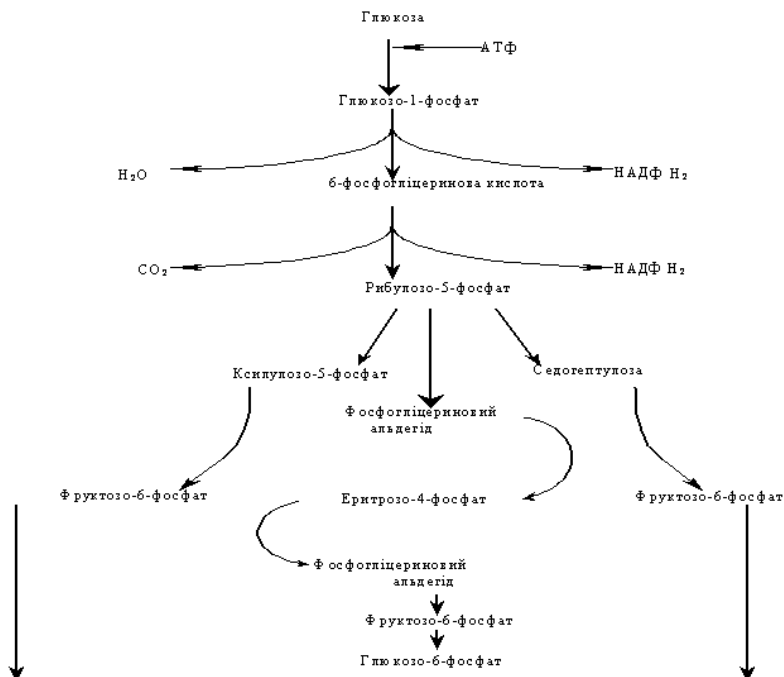 Глюкоза
АТФ
Глюкозо-1-фосфат
H₂O
НАДФ H₂
6-фосфогліцеринова кислота
CO₂
НАДФ H₂
Рибулозо-5-фосфат
Ксилулозо-5-фосфат
Седогептулоза
Фосфогліцериновий
альдегід
Фруктозо-6-фосфат
Еритрозо-4-фосфат
Фруктозо-6-фосфат
Фосфогліцериновий
альдегід
Фруктозо-6-фосфат
Глюкозо-6-фосфат